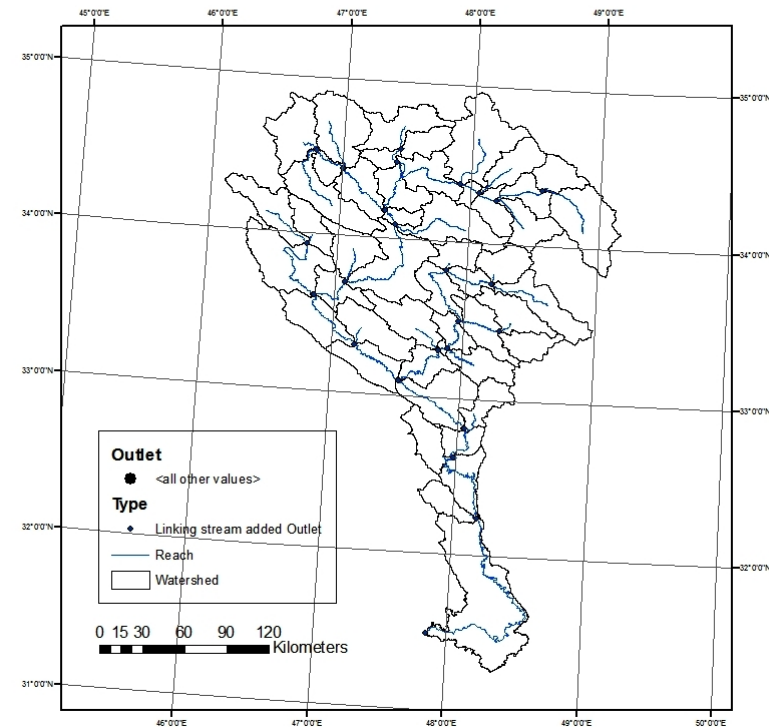 45°0'0"E 46°0'0"E 47°0'0"E 48°0'0"E 49°0'0"E
35°0'0"N
35°0'0"N
34°0'0"N
34°0'0"N
33°0'0"N
33°0'0"N
Outlet
<all other values>
Type
Linking stream added Outlet
Reach
Watershed
32°0'0"N
32°0'0"N
0 15 30 60 90 120
Kilometers
31°0'0"N
46°0'0"E 47°0'0"E 48°0'0"E 49°0'0"E 50°0'0"E